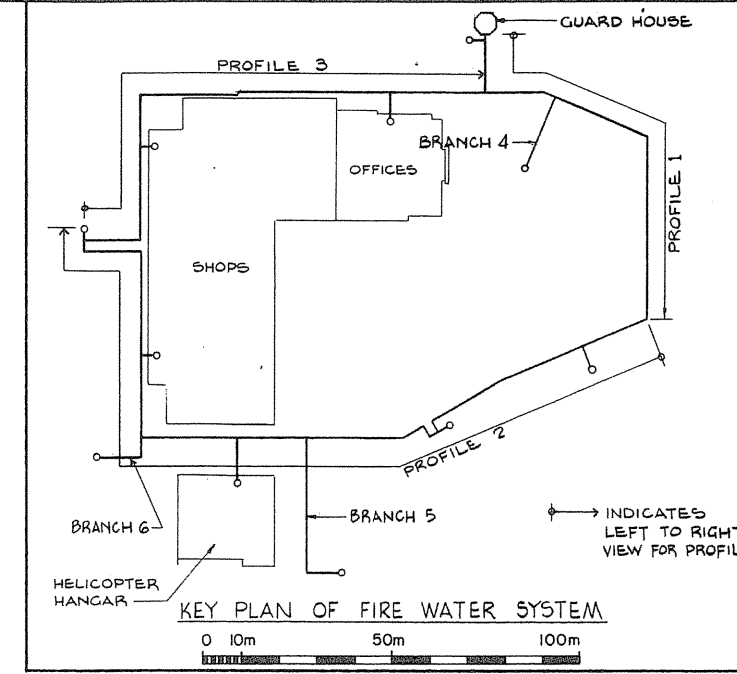 GUARD HOUSE
PROFILE 3
BRANCH 4
OFFICES
PROFILE 1
SHOPS
PROFILE 2
BRANCH 6
BRANCH 5
INDICATES
LEFT TO RIGHT
VIEW FOR PROFIL
HELICOPTER
HANGAR
KEY PLAN OF FIRE WATER SYSTEM
0 10m 50m 100m